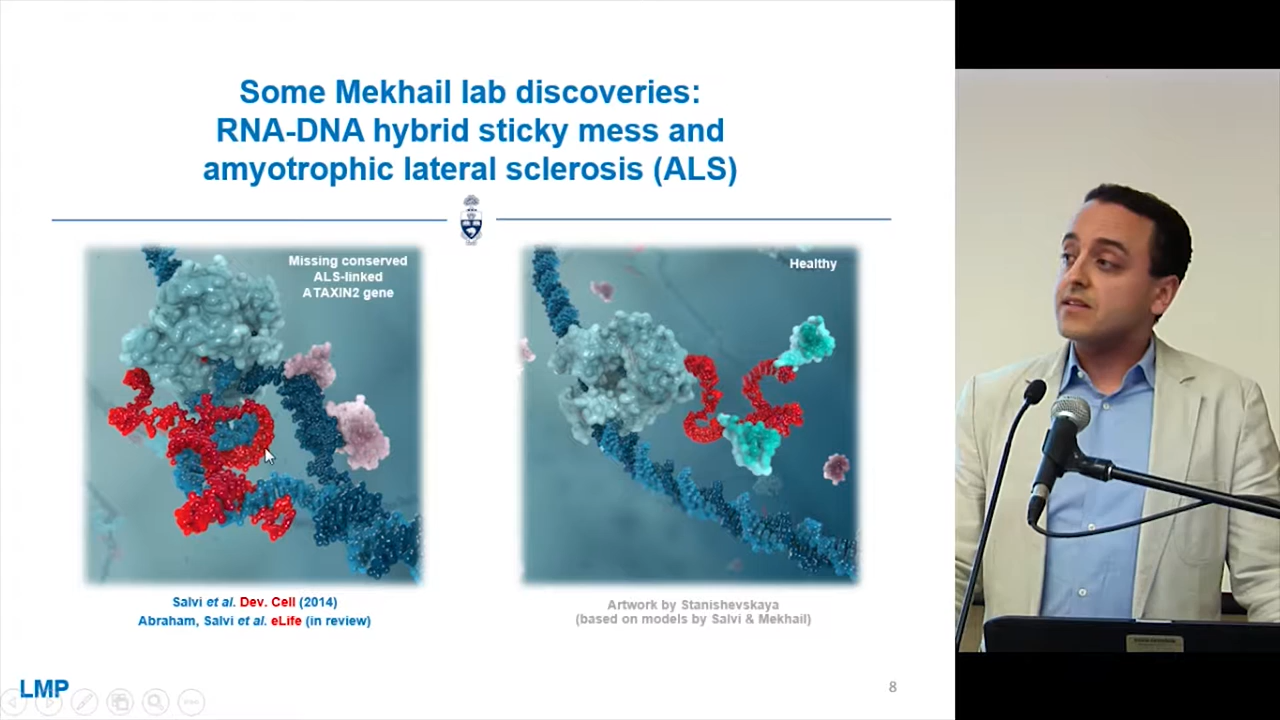 Some Mekhail lab discoveries:
RNA-DNA hybrid sticky mess and
amyotrophic lateral sclerosis (ALS)
Missing conserved
ALS-linked
ATAXIN2 gene
Healthy
Salvi et al. Dev. Cell (2014)
Abraham, Salvi et al. eLife (in review)
Artwork by Stanishevskaya
(based on models by Salvi & Mekhail)
LMP
8